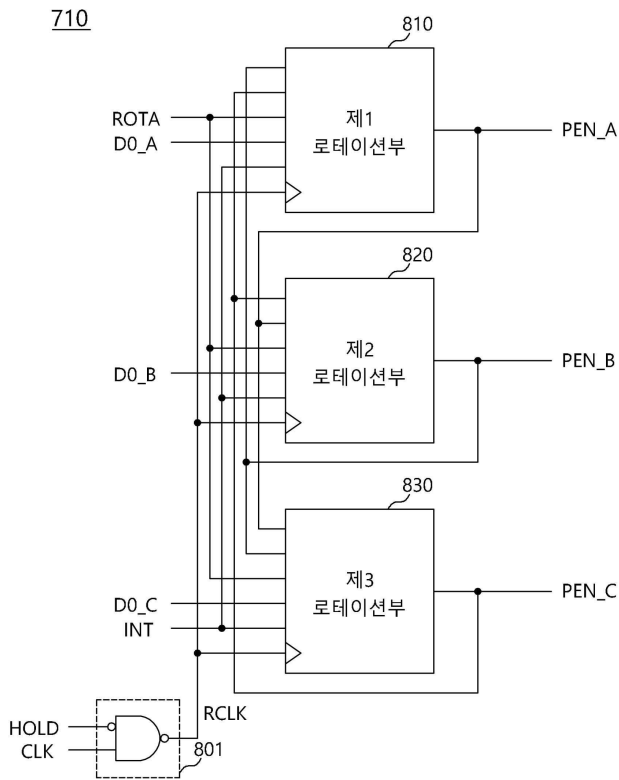 710
810
제1
로테이션부
ROTA
D0_A
PEN_A
820
제2
로테이션부
D0_B
PEN_B
830
제3
로테이션부
D0_C
INT
PEN_C
HOLD
CLK
RCLK
801